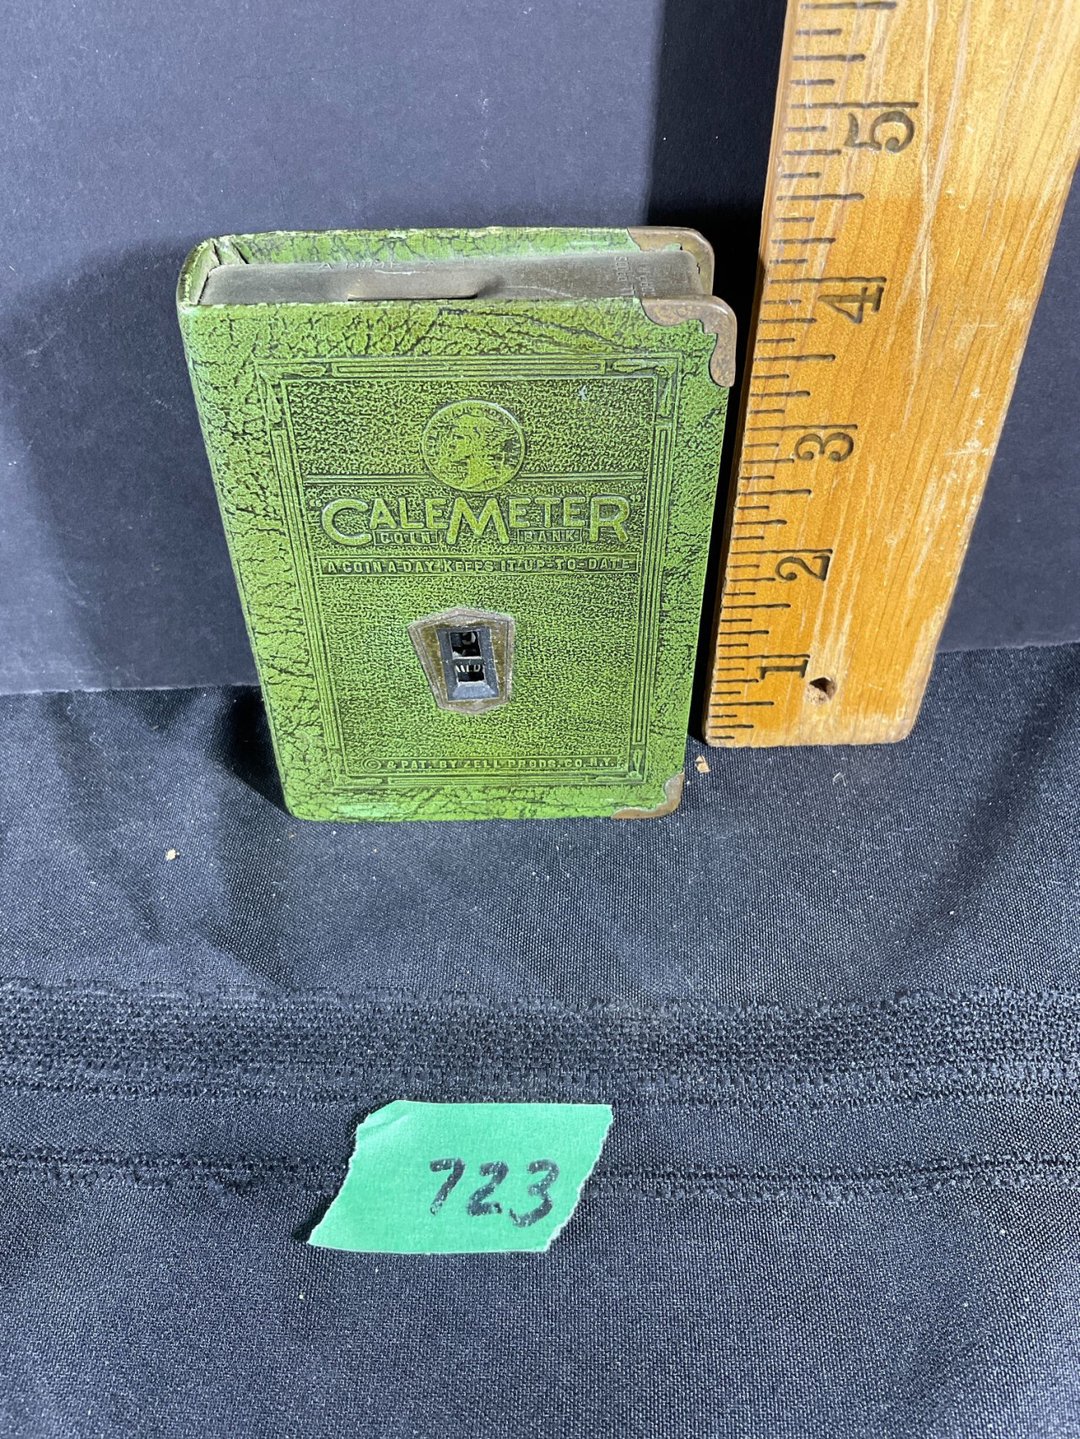 "CALEMETER"
COIN BANK
A COIN A DAY KEEPS IT UP-TO-DATE
© & PAT. BY ZELL PRODS. CO. N.Y.
5
4
3
2
1
723